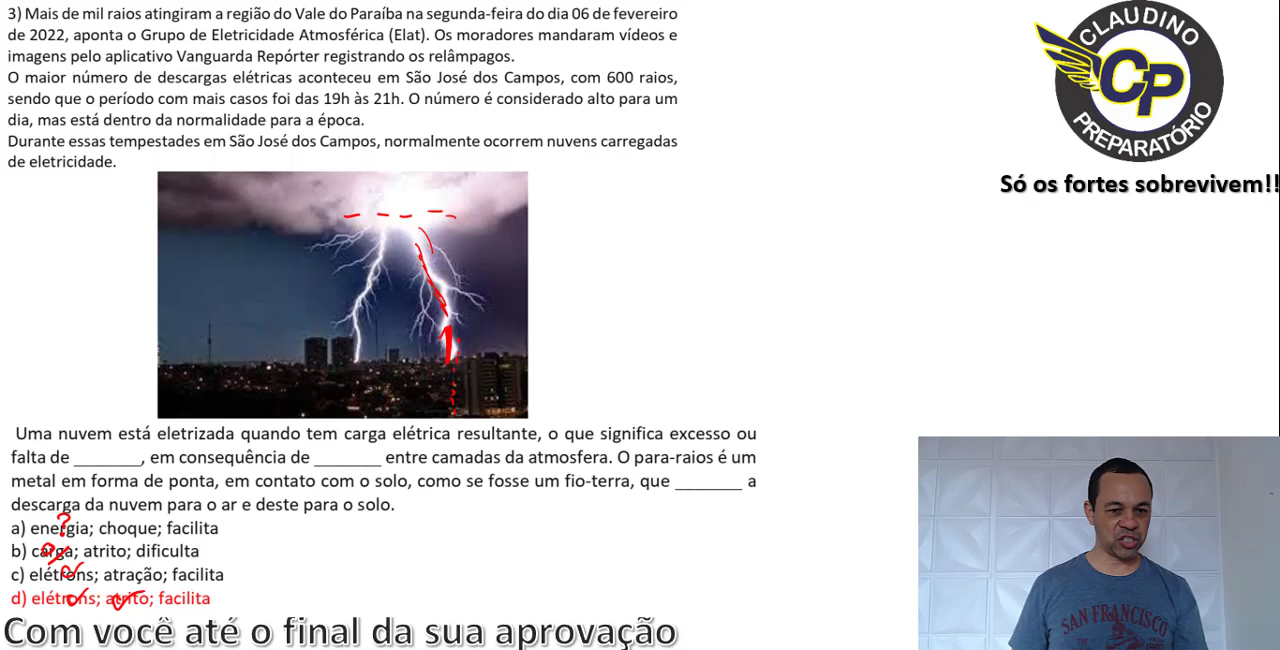 3) Mais de mil raios atingiram a região do Vale do Paraíba na segunda-feira do dia 06 de fevereiro
de 2022, aponta o Grupo de Eletricidade Atmosférica (Elat). Os moradores mandaram vídeos e
imagens pelo aplicativo Vanguarda Repórter registrando os relâmpagos.
O maior número de descargas elétricas aconteceu em São José dos Campos, com 600 raios,
sendo que o período com mais casos foi das 19h às 21h. O número é considerado alto para um
dia, mas está dentro da normalidade para a época.
Durante essas tempestades em São José dos Campos, normalmente ocorrem nuvens carregadas
de eletricidade.
CLAUDINO
CP
PREPARATÓRIO
Só os fortes sobrevivem!!
Uma nuvem está eletrizada quando tem carga elétrica resultante, o que significa excesso ou
falta de _______, em consequência de _______ entre camadas da atmosfera. O para-raios é um
metal em forma de ponta, em contato com o solo, como se fosse um fio-terra, que _______ a
descarga da nuvem para o ar e deste para o solo.
?
a) energia; choque; facilita
b) carga; atrito; dificulta
c) elétrons; atração; facilita
d) elétrons; atrito; facilita
Com você até o final da sua aprovação
SAN FRANCISCO